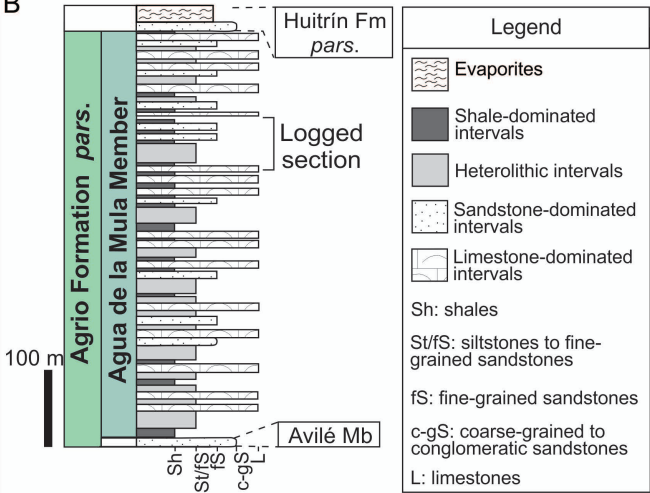 B
Huitrín Fm
pars.
Agrio Formation pars.
Agua de la Mula Member
Logged
section
100 m
Avilé Mb
Sh
St/fS
fS
c-gS
L
Legend
Evaporites
Shale-dominated
intervals
Heterolithic intervals
Sandstone-dominated
intervals
Limestone-dominated
intervals
Sh: shales
St/fS: siltstones to fine-
grained sandstones
fS: fine-grained sandstones
c-gS: coarse-grained to
conglomeratic sandstones
L: limestones